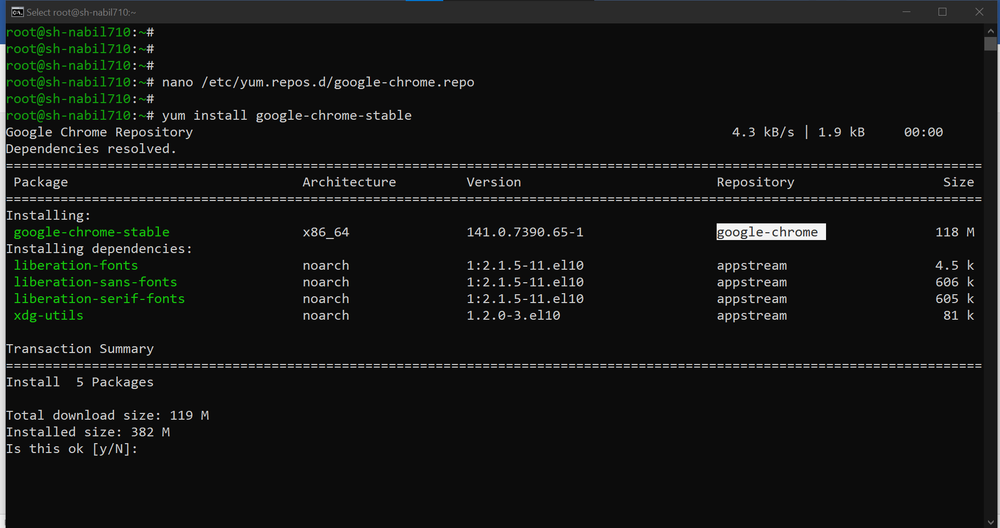 Select root@sh-nabil710:~
root@sh-nabil710:~#
root@sh-nabil710:~#
root@sh-nabil710:~#
root@sh-nabil710:~# nano /etc/yum.repos.d/google-chrome.repo
root@sh-nabil710:~#
root@sh-nabil710:~# yum install google-chrome-stable
Google Chrome Repository 4.3 kB/s | 1.9 kB 00:00
Dependencies resolved.
=============================================================================================================================
Package Architecture Version Repository Size
=============================================================================================================================
Installing:
google-chrome-stable x86_64 141.0.7390.65-1 google-chrome 118 M
Installing dependencies:
liberation-fonts noarch 1:2.1.5-11.el10 appstream 4.5 k
liberation-sans-fonts noarch 1:2.1.5-11.el10 appstream 606 k
liberation-serif-fonts noarch 1:2.1.5-11.el10 appstream 605 k
xdg-utils noarch 1.2.0-3.el10 appstream 81 k
Transaction Summary
=============================================================================================================================
Install 5 Packages
Total download size: 119 M
Installed size: 382 M
Is this ok [y/N]: